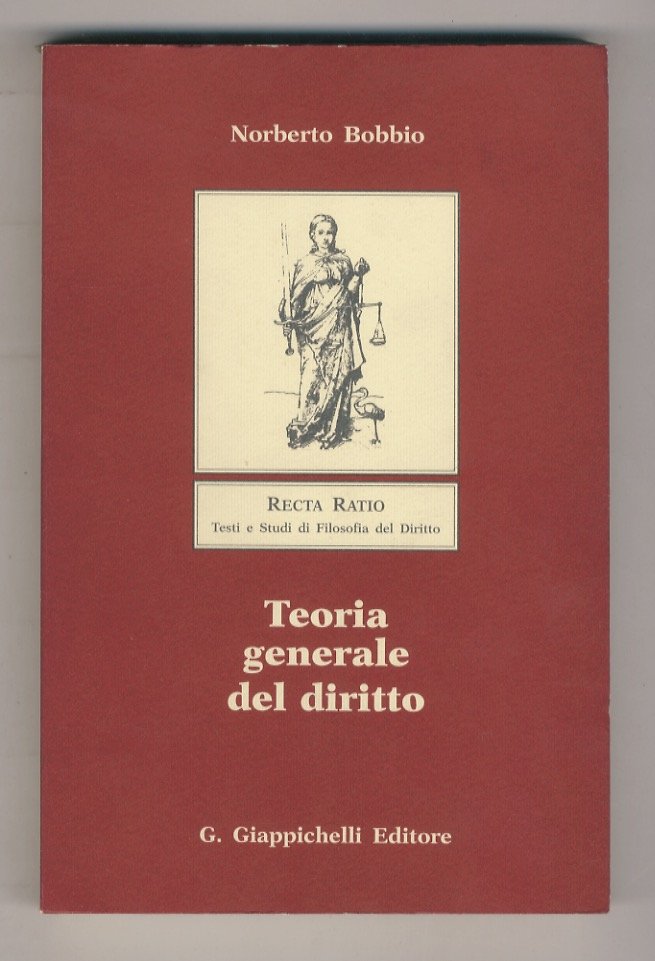 Norberto Bobbio
RECTA RATIO
Testi e Studi di Filosofia del Diritto
Teoria
generale
del diritto
G. Giappichelli Editore